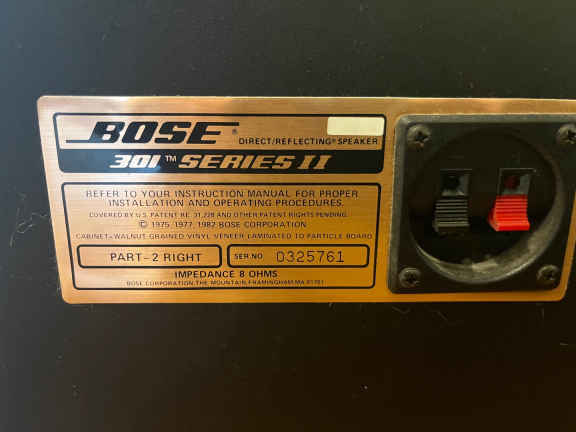 BOSE® DIRECT/REFLECTING® SPEAKER
301™ SERIES II
REFER TO YOUR INSTRUCTION MANUAL FOR PROPER
INSTALLATION AND OPERATING PROCEDURES.
COVERED BY U.S. PATENT RE. 31,228 AND OTHER PATENT RIGHTS PENDING.
© 1975 1977 1982 BOSE CORPORATION
CABINET-WALNUT GRAINED VINYL VENEER LAMINATED TO PARTICLE BOARD
PART-2 RIGHT
SER NO 0325761
IMPEDANCE 8 OHMS
BOSE CORPORATION, THE MOUNTAIN, FRAMINGHAM, MA 01701